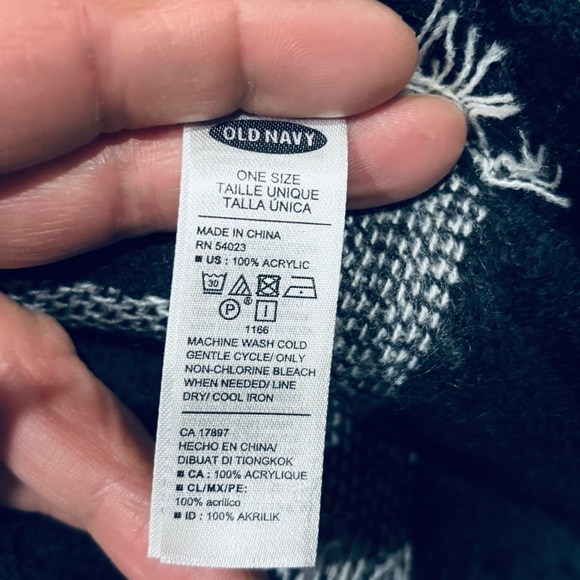 OLD NAVY
ONE SIZE
TAILLE UNIQUE
TALLA ÚNICA
MADE IN CHINA
RN 54023
■ US : 100% ACRYLIC
30
P ®
1166
MACHINE WASH COLD
GENTLE CYCLE/ ONLY
NON-CHLORINE BLEACH
WHEN NEEDED/ LINE
DRY/ COOL IRON
CA 17897
HECHO EN CHINA/
DIBUAT DI TIONGKOK
■ CA : 100% ACRYLIQUE
■ CL/MX/PE:
100% acrílico
■ ID : 100% AKRILIK